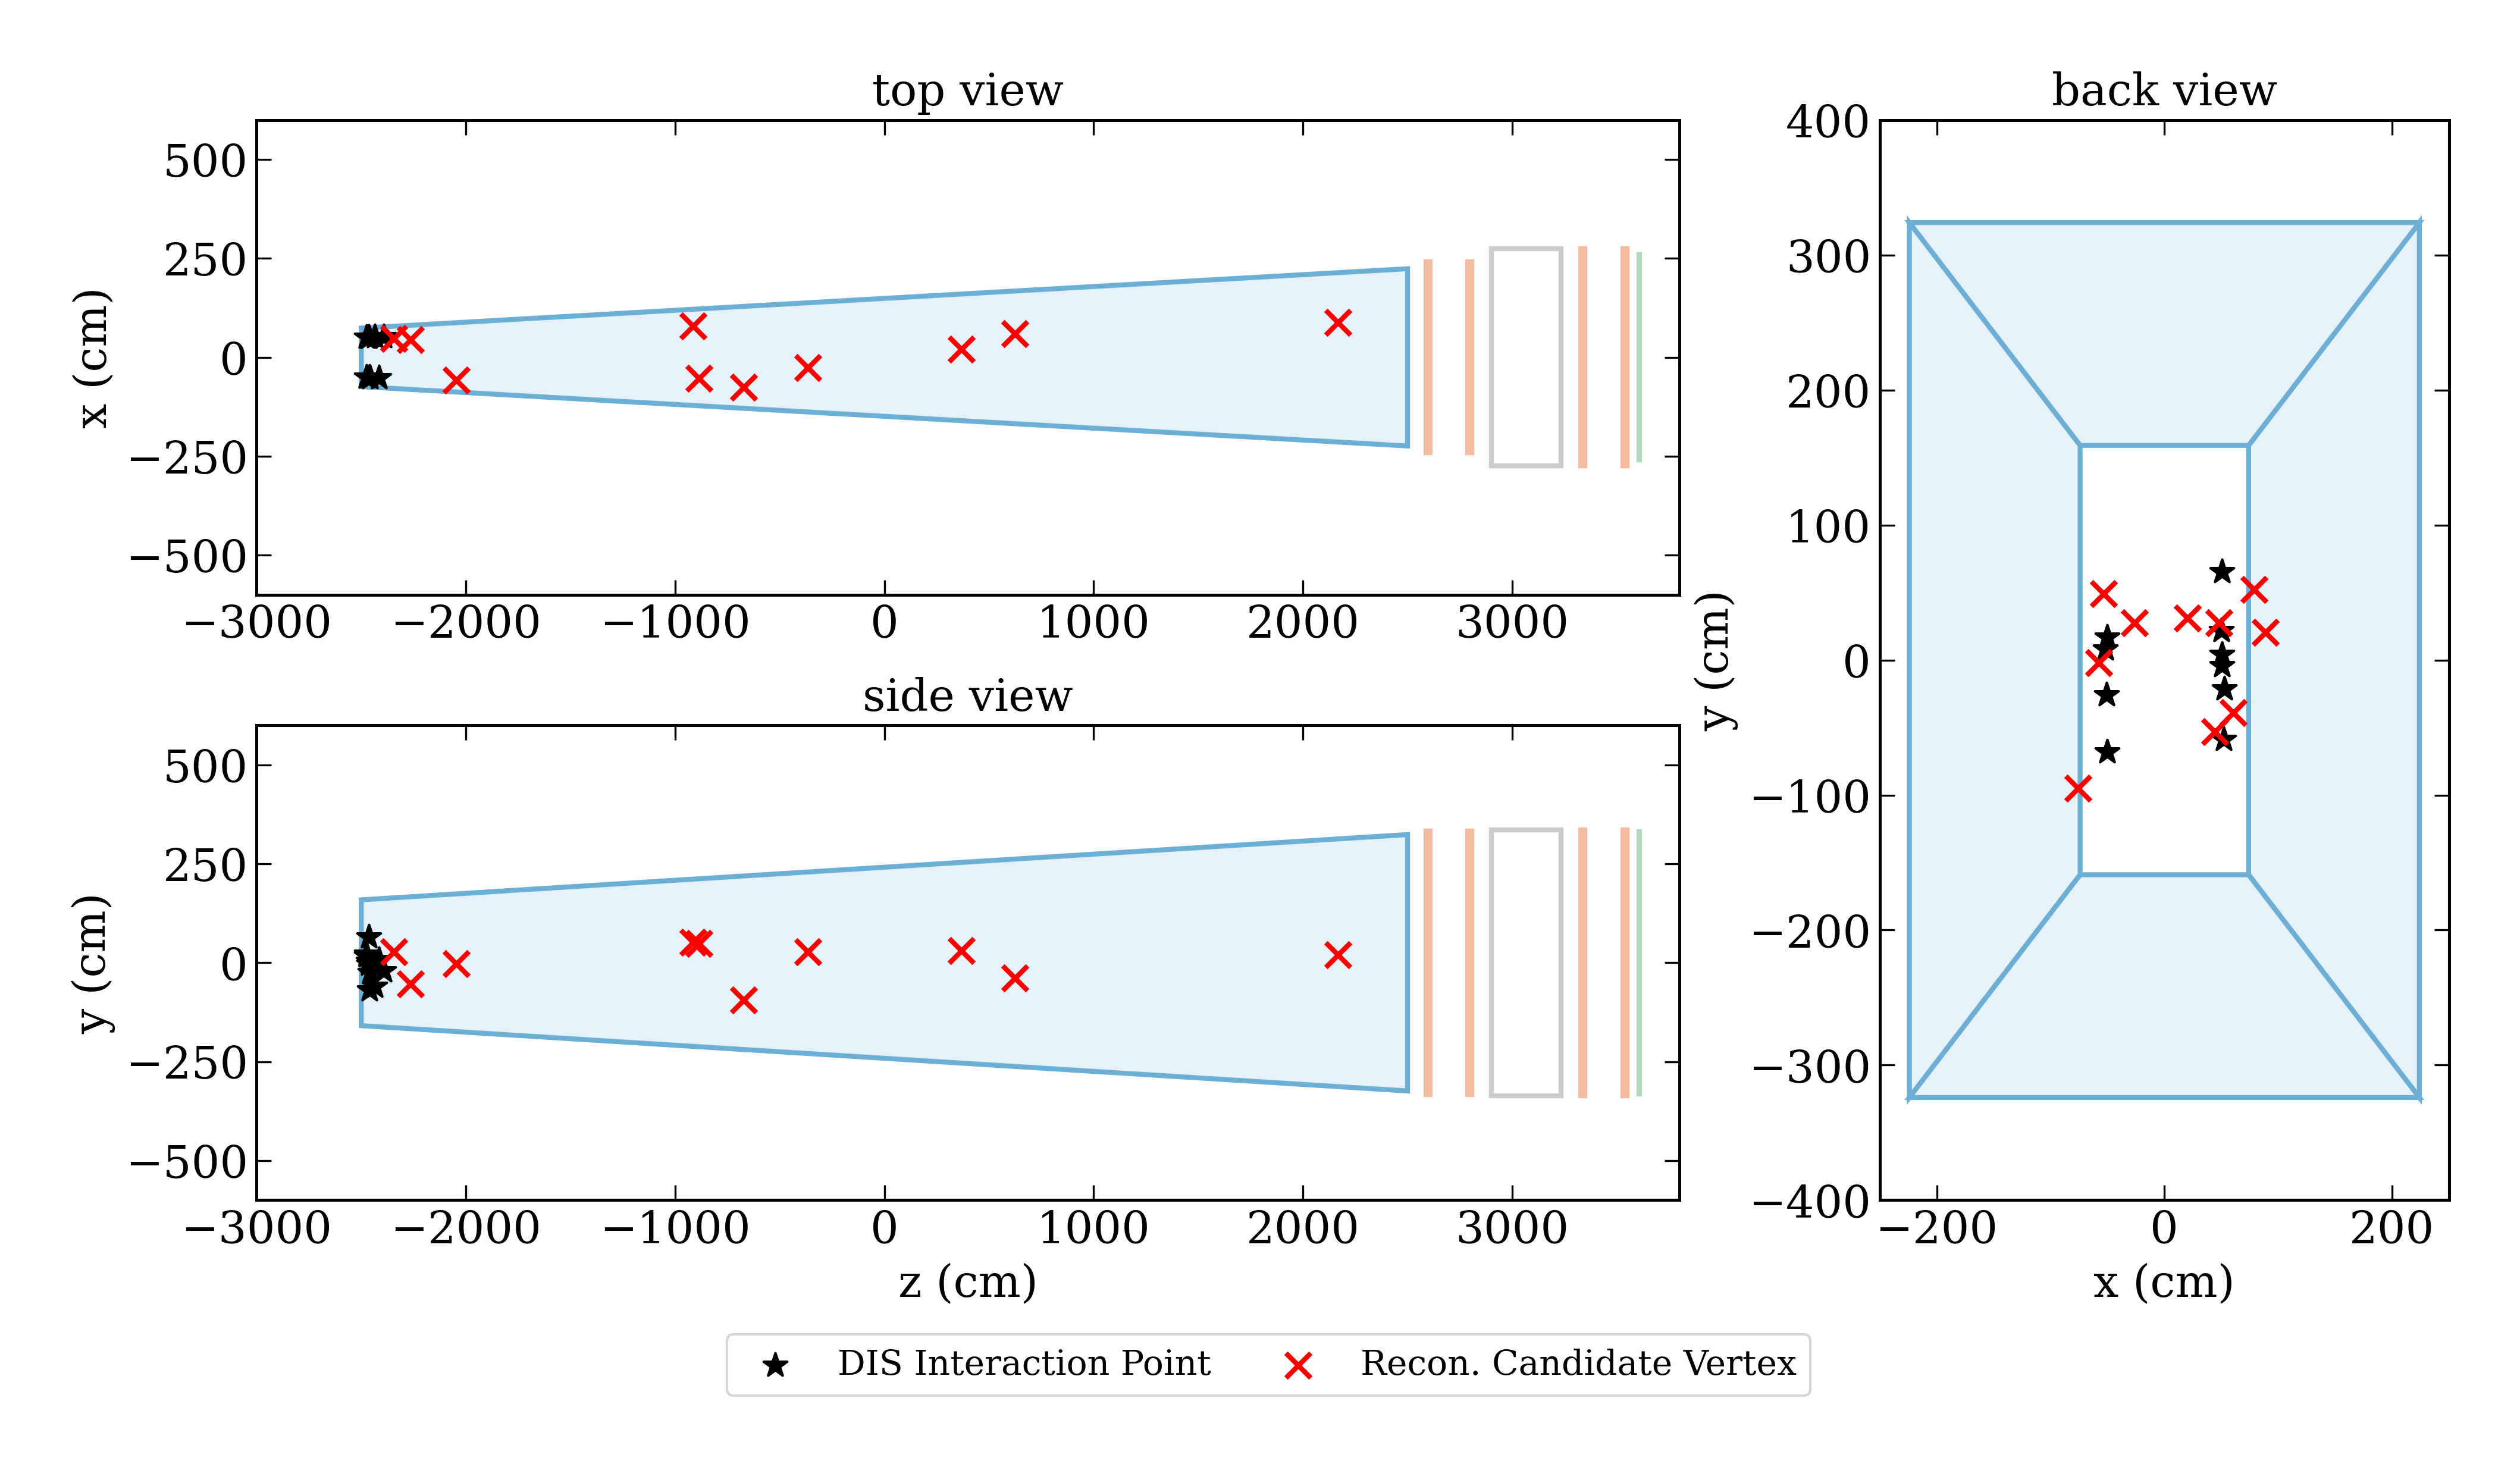 top view
x (cm)
500
250
0
−250
−500
−3000 −2000 −1000 0 1000 2000 3000
side view
y (cm)
500
250
0
−250
−500
−3000 −2000 −1000 0 1000 2000 3000
z (cm)
back view
y (cm)
400
300
200
100
0
−100
−200
−300
−400
−200 0 200
x (cm)
DIS Interaction Point Recon. Candidate Vertex